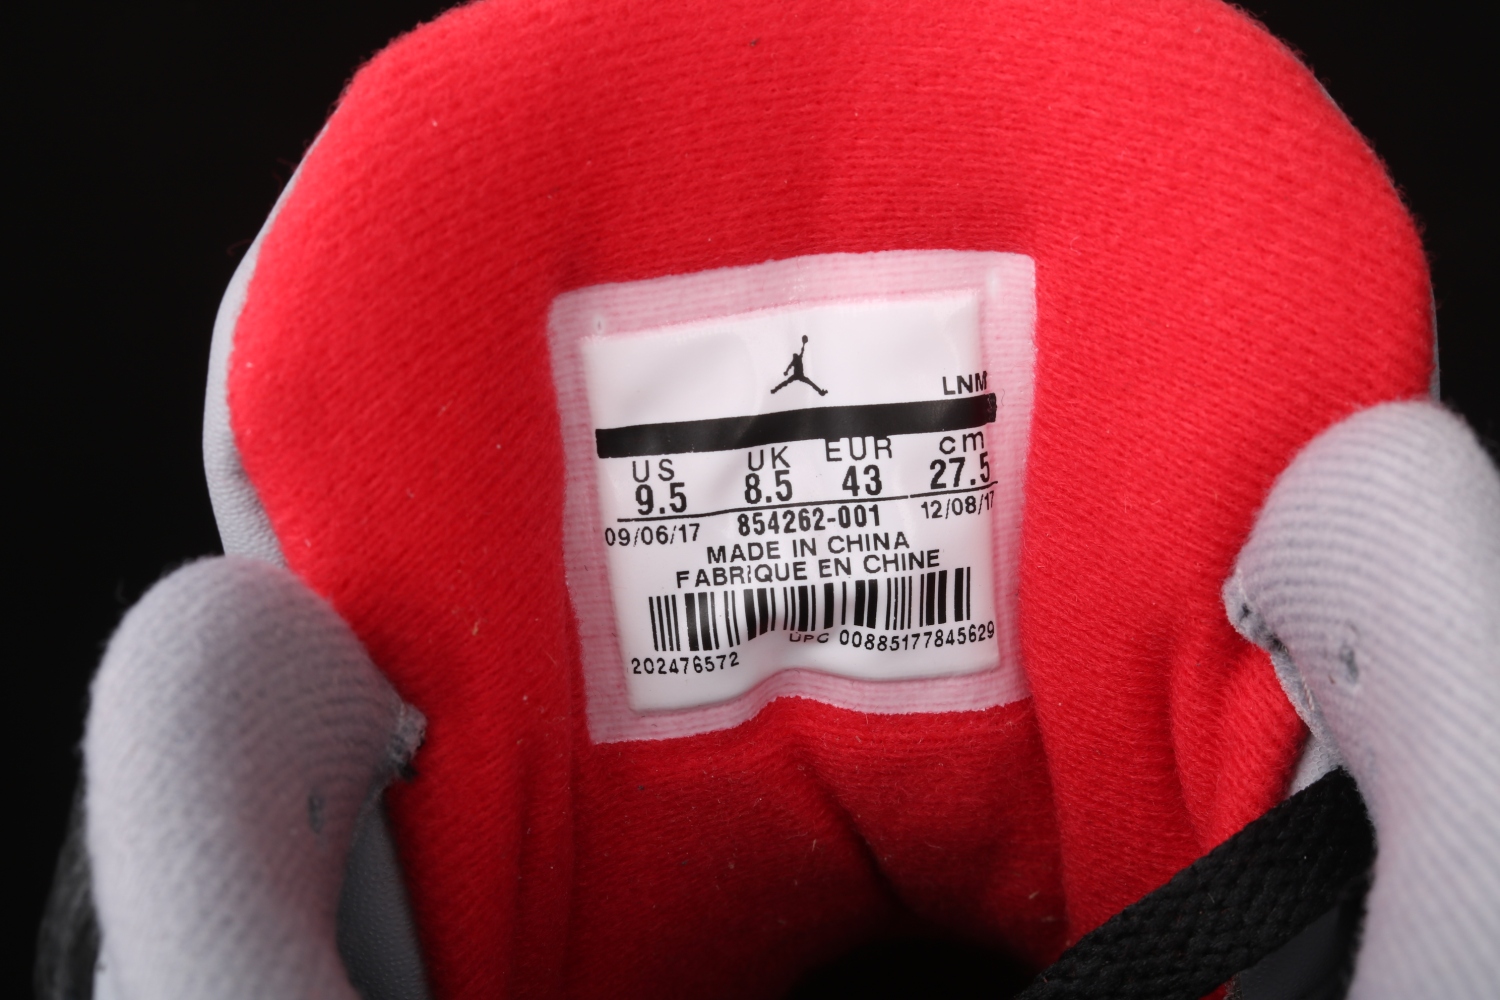 LNM
US UK EUR cm
9.5 8.5 43 27.5
09/06/17 854262-001 12/08/17
MADE IN CHINA
FABRIQUE EN CHINE
UPC 00885177845629
202476572